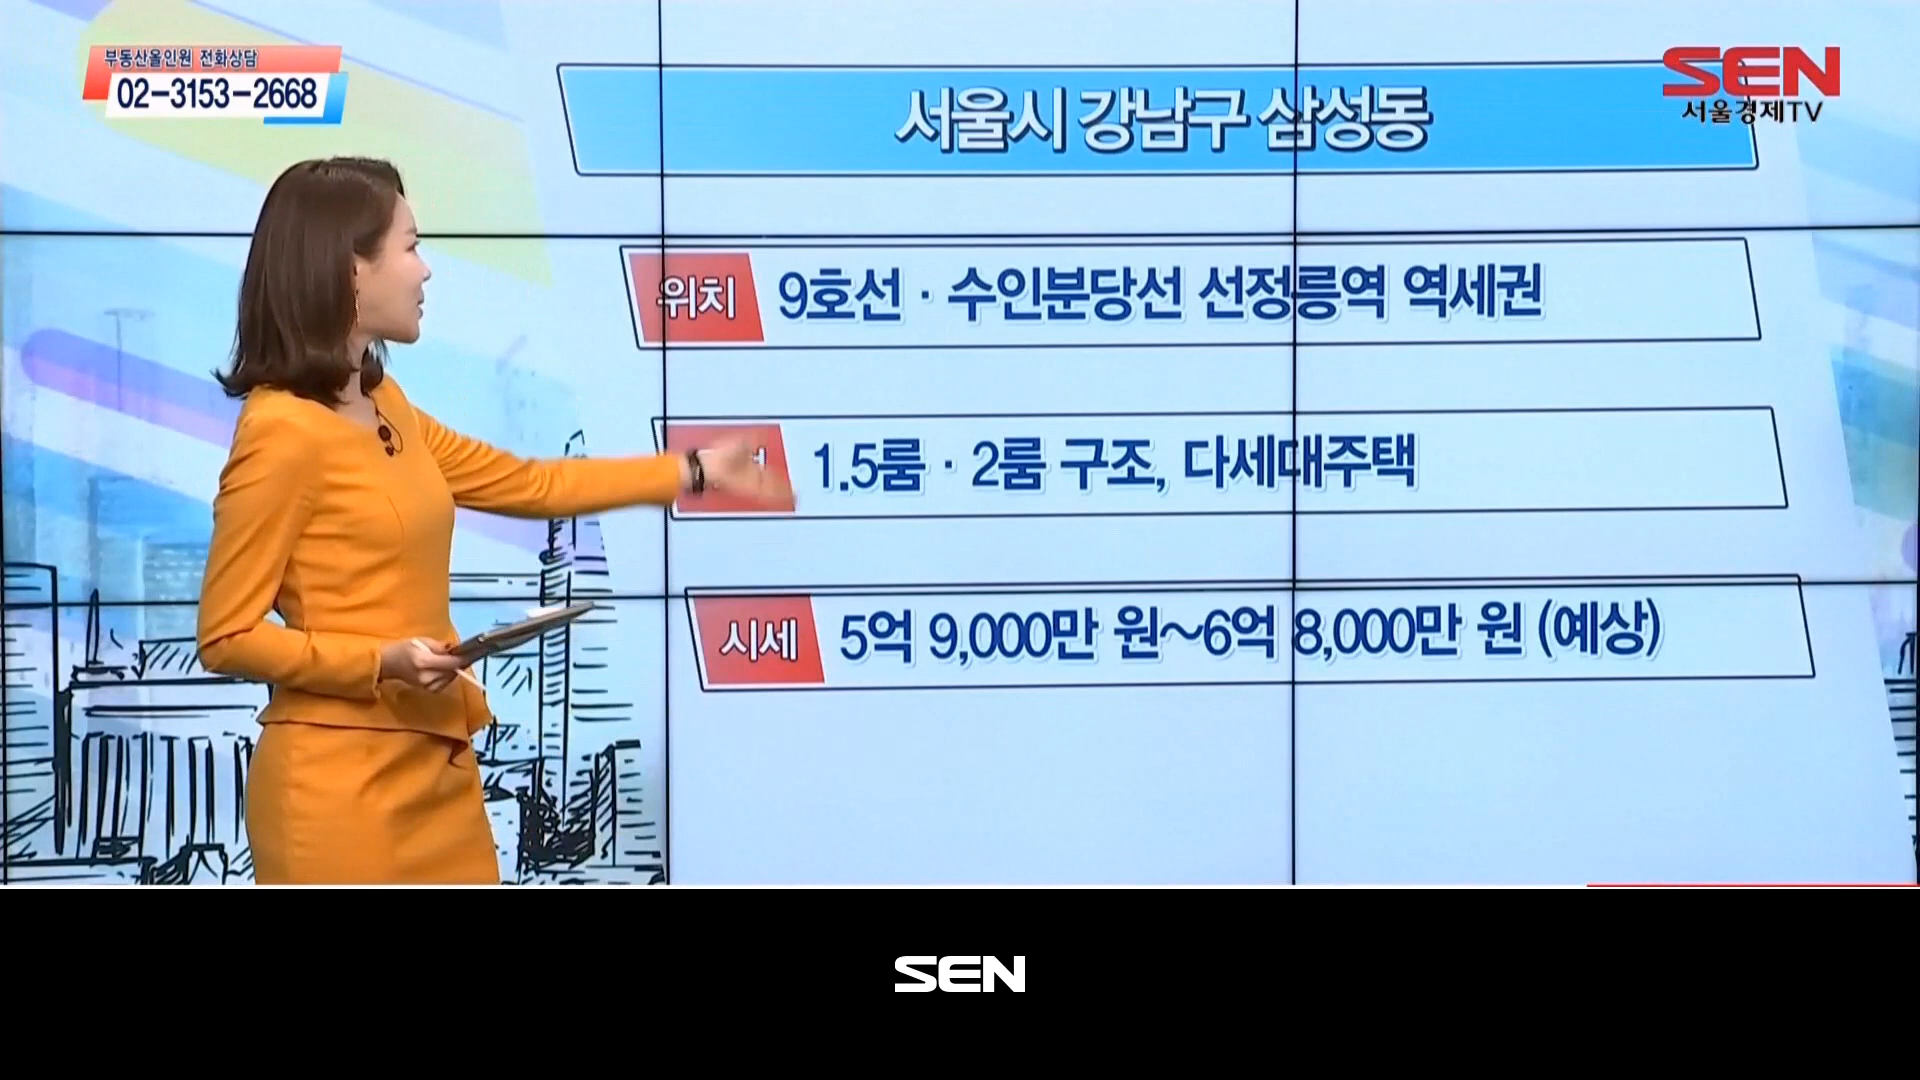 부동산올인원 전화상담
02-3153-2668
SEN
서울경제TV
서울시 강남구 삼성동
위치 9호선 · 수인분당선 선정릉역 역세권
1.5룸 · 2룸 구조, 다세대주택
시세 5억 9,000만 원~6억 8,000만 원 (예상)
SEN